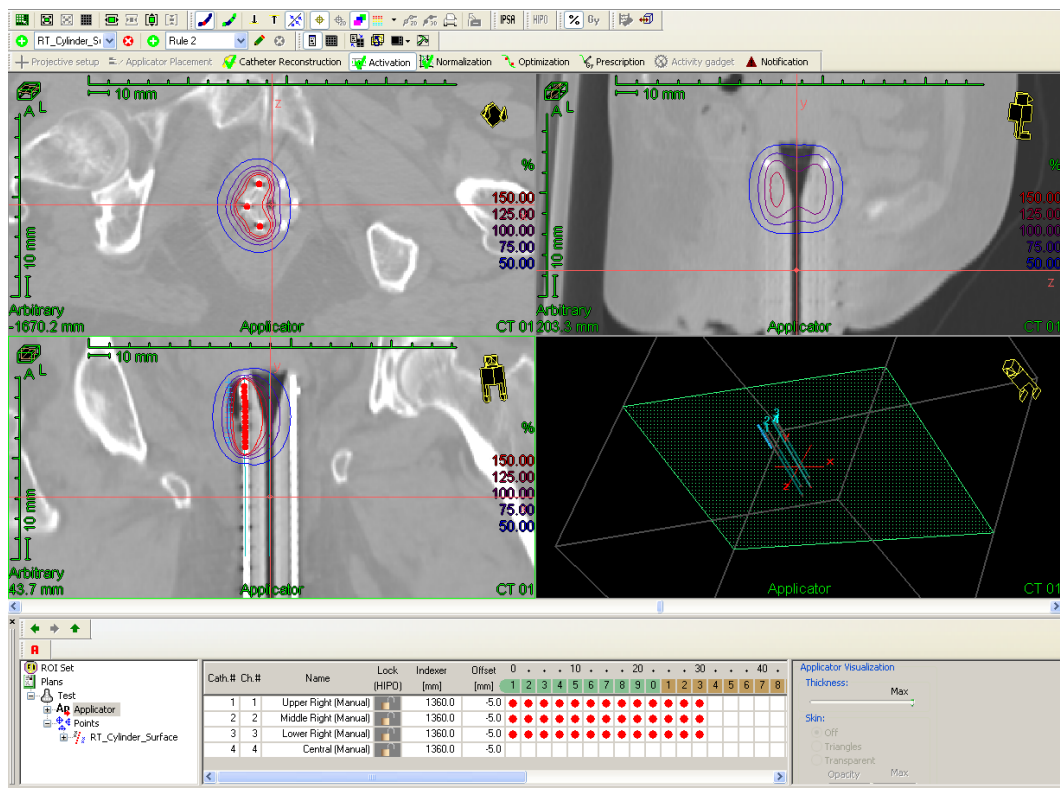 IPSR HIPO % Gy
RT_Cylinder_Si Rule 2
Projective setup Applicator Placement Catheter Reconstruction Activation Normalization Optimization Prescription Activity gadget Notification
10 mm
A L
z
%
150.00
125.00
100.00
75.00
50.00
10 mm
Arbitrary
-1670.2 mm Applicator CT 01
10 mm
A L
y
%
150.00
125.00
100.00
75.00
50.00
10 mm
z
Arbitrary
203.3 mm Applicator CT 01
10 mm
A L
%
150.00
125.00
100.00
75.00
50.00
10 mm
Arbitrary
43.7 mm Applicator CT 01
x
z
Applicator CT 01
A
ROI Set
Plans
Test
Ap Applicator
Points
RT_Cylinder_Surface
Cath.# Ch.# Name Lock (HIPO) Indexer [mm] Offset [mm] 0 . . . 10 . . . 20 . . . 30 . . . 40 .
1 2 3 4 5 6 7 8 9 0 1 2 3 4 5 6 7 8
1 1 Upper Right (Manual) 1360.0 -5.0
2 2 Middle Right (Manual) 1360.0 -5.0
3 3 Lower Right (Manual) 1360.0 -5.0
4 4 Central (Manual) 1360.0 -5.0
Applicator Visualization
Thickness:
Max
Skin:
Off
Triangles
Transparent
Opacity Max